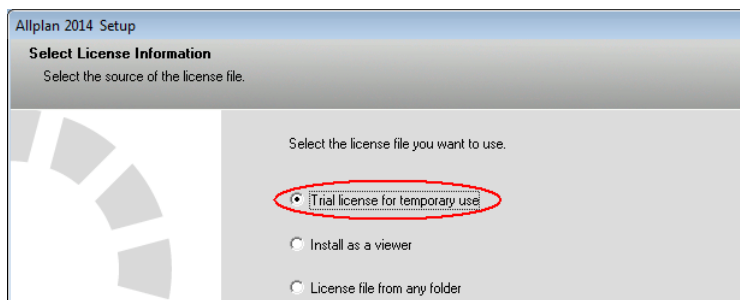 Allplan 2014 Setup
Select License Information
Select the source of the license file.
Select the license file you want to use.
Trial license for temporary use
Install as a viewer
License file from any folder